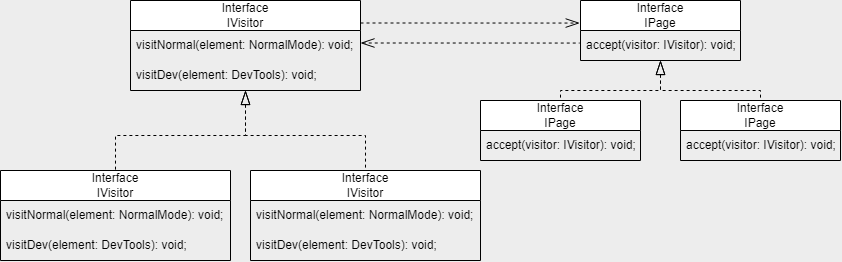 Interface
IVisitor
visitNormal(element: NormalMode): void;
visitDev(element: DevTools): void;
Interface
IPage
accept(visitor: IVisitor): void;
Interface
IPage
accept(visitor: IVisitor): void;
Interface
IPage
accept(visitor: IVisitor): void;
Interface
IVisitor
visitNormal(element: NormalMode): void;
visitDev(element: DevTools): void;
Interface
IVisitor
visitNormal(element: NormalMode): void;
visitDev(element: DevTools): void;